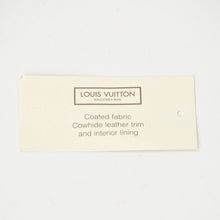 LOUIS VUITTON
MALLETIER À PARIS
Coated fabric
Cowhide leather trim
and interior lining